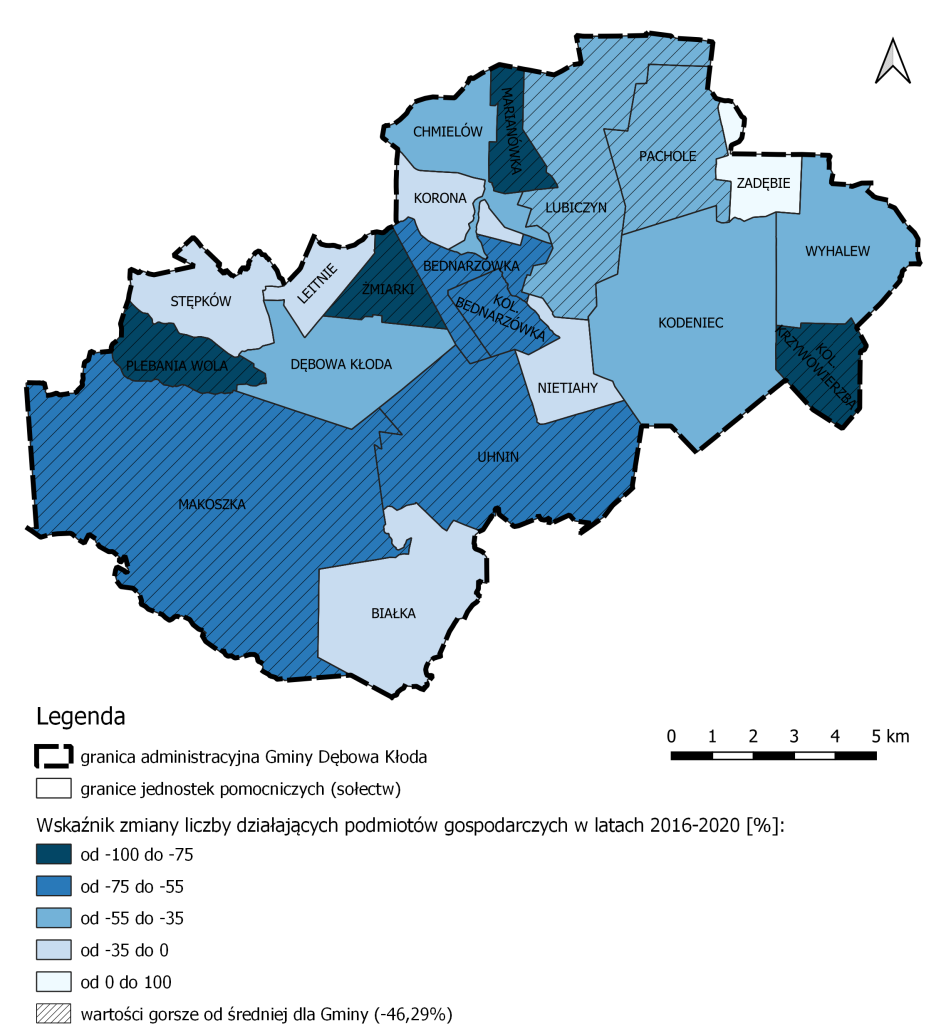 MARIANÓWKA
CHMIELÓW
PACHOLE
ZADĘBIE
KORONA
LUBICZYN
WYHALEW
BEDNARZÓWKA
LEITNIE
ŻMIARKI
STĘPKÓW
KOL.
BEDNARZÓWKA
KODENIEC
KOL.
KRZYWOWIERZBA
PLEBANIA WOLA
DĘBOWA KŁODA
NIETIAHY
UHNIN
MAKOSZKA
BIAŁKA
Legenda
granica administracyjna Gminy Dębowa Kłoda
granice jednostek pomocniczych (sołectw)
0 1 2 3 4 5 km
Wskaźnik zmiany liczby działających podmiotów gospodarczych w latach 2016-2020 [%]:
od -100 do -75
od -75 do -55
od -55 do -35
od -35 do 0
od 0 do 100
wartości gorsze od średniej dla Gminy (-46,29%)